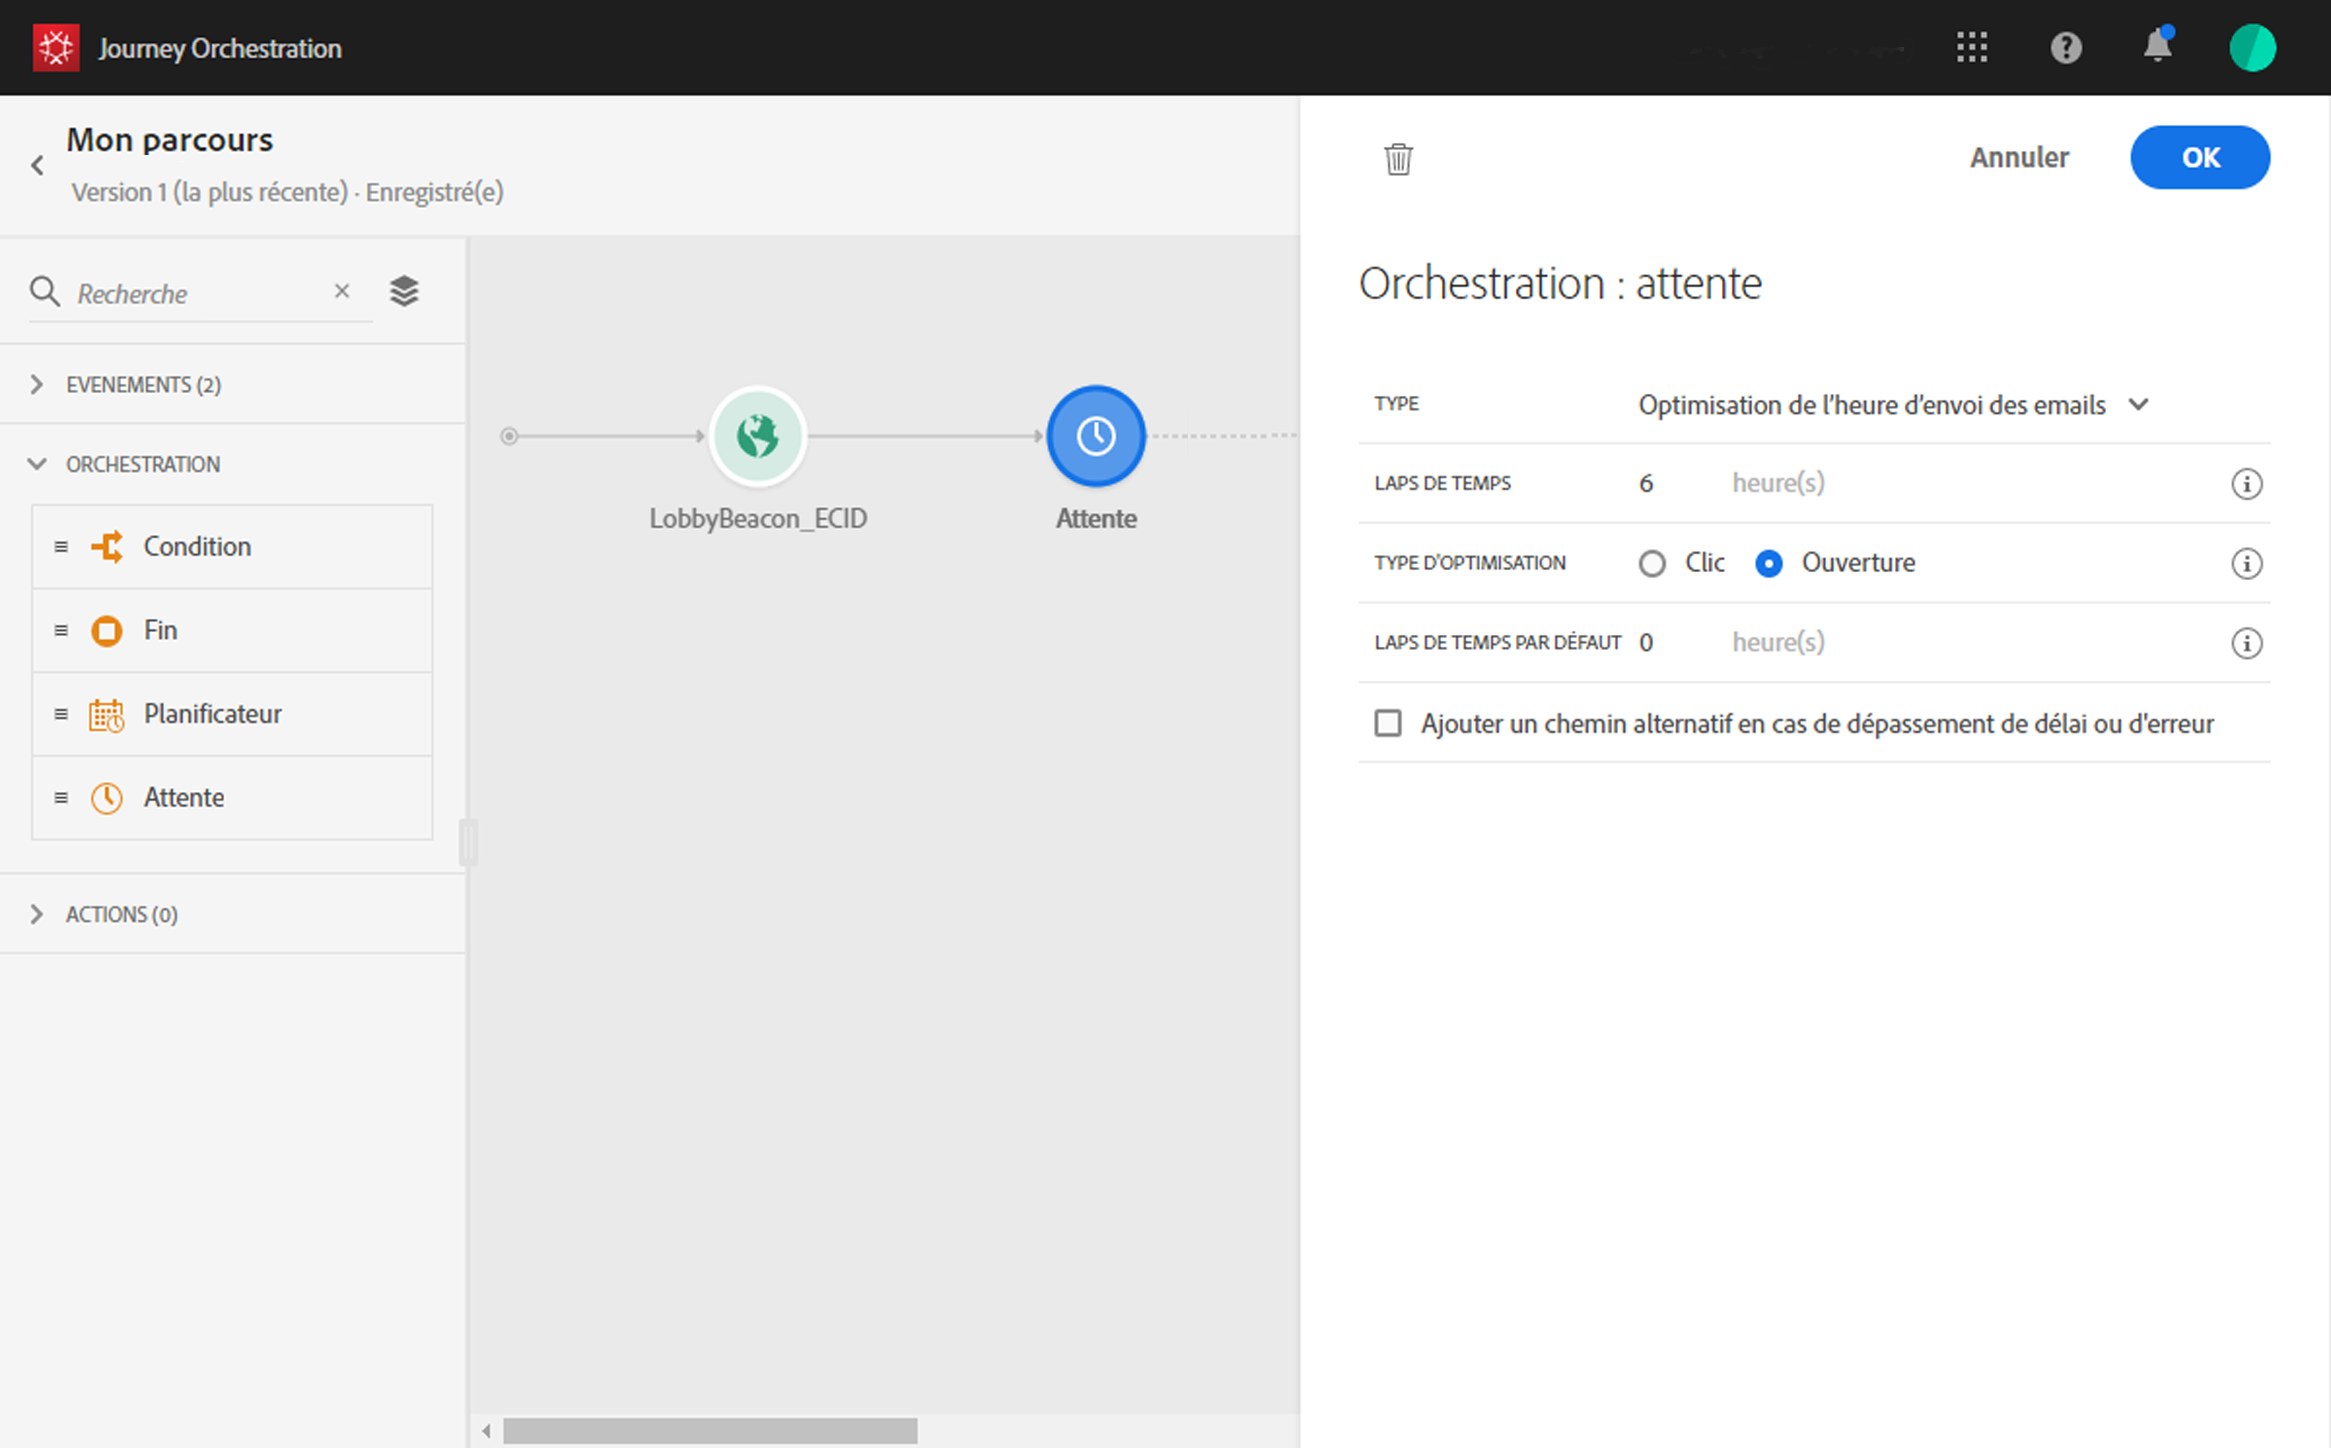 Journey Orchestration
Mon parcours
Version 1 (la plus récente) · Enregistré(e)
Annuler
OK
Recherche
EVENEMENTS (2)
ORCHESTRATION
Condition
Fin
Planificateur
Attente
ACTIONS (0)
LobbyBeacon_ECID
Attente
Orchestration : attente
TYPE Optimisation de l'heure d'envoi des emails
LAPS DE TEMPS 6 heure(s)
TYPE D'OPTIMISATION Clic Ouverture
LAPS DE TEMPS PAR DÉFAUT 0 heure(s)
Ajouter un chemin alternatif en cas de dépassement de délai ou d'erreur